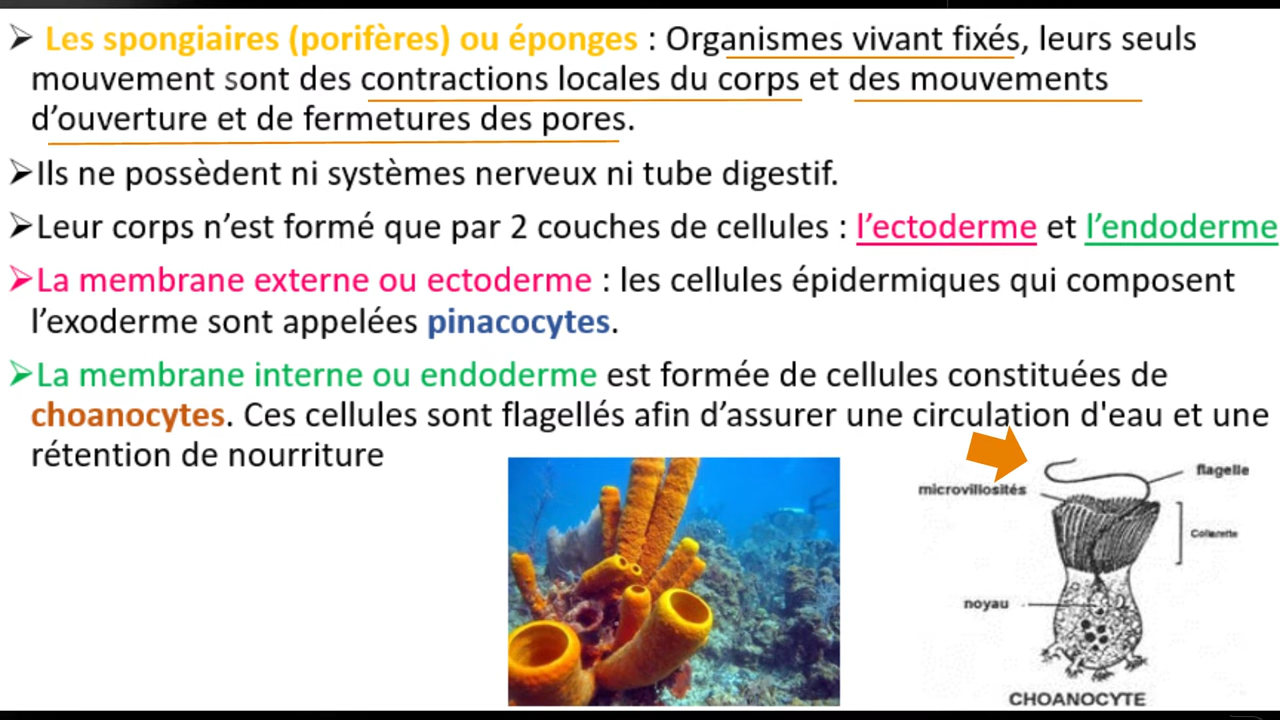 ➢ Les spongiaires (porifères) ou éponges : Organismes vivant fixés, leurs seuls
mouvement sont des contractions locales du corps et des mouvements
d’ouverture et de fermetures des pores.
➢Ils ne possèdent ni systèmes nerveux ni tube digestif.
➢Leur corps n’est formé que par 2 couches de cellules : l’ectoderme et l’endoderme
➢La membrane externe ou ectoderme : les cellules épidermiques qui composent
l’exoderme sont appelées pinacocytes.
➢La membrane interne ou endoderme est formée de cellules constituées de
choanocytes. Ces cellules sont flagellés afin d’assurer une circulation d'eau et une
rétention de nourriture
flagelle
microvillosités
Collerette
noyau
CHOANOCYTE